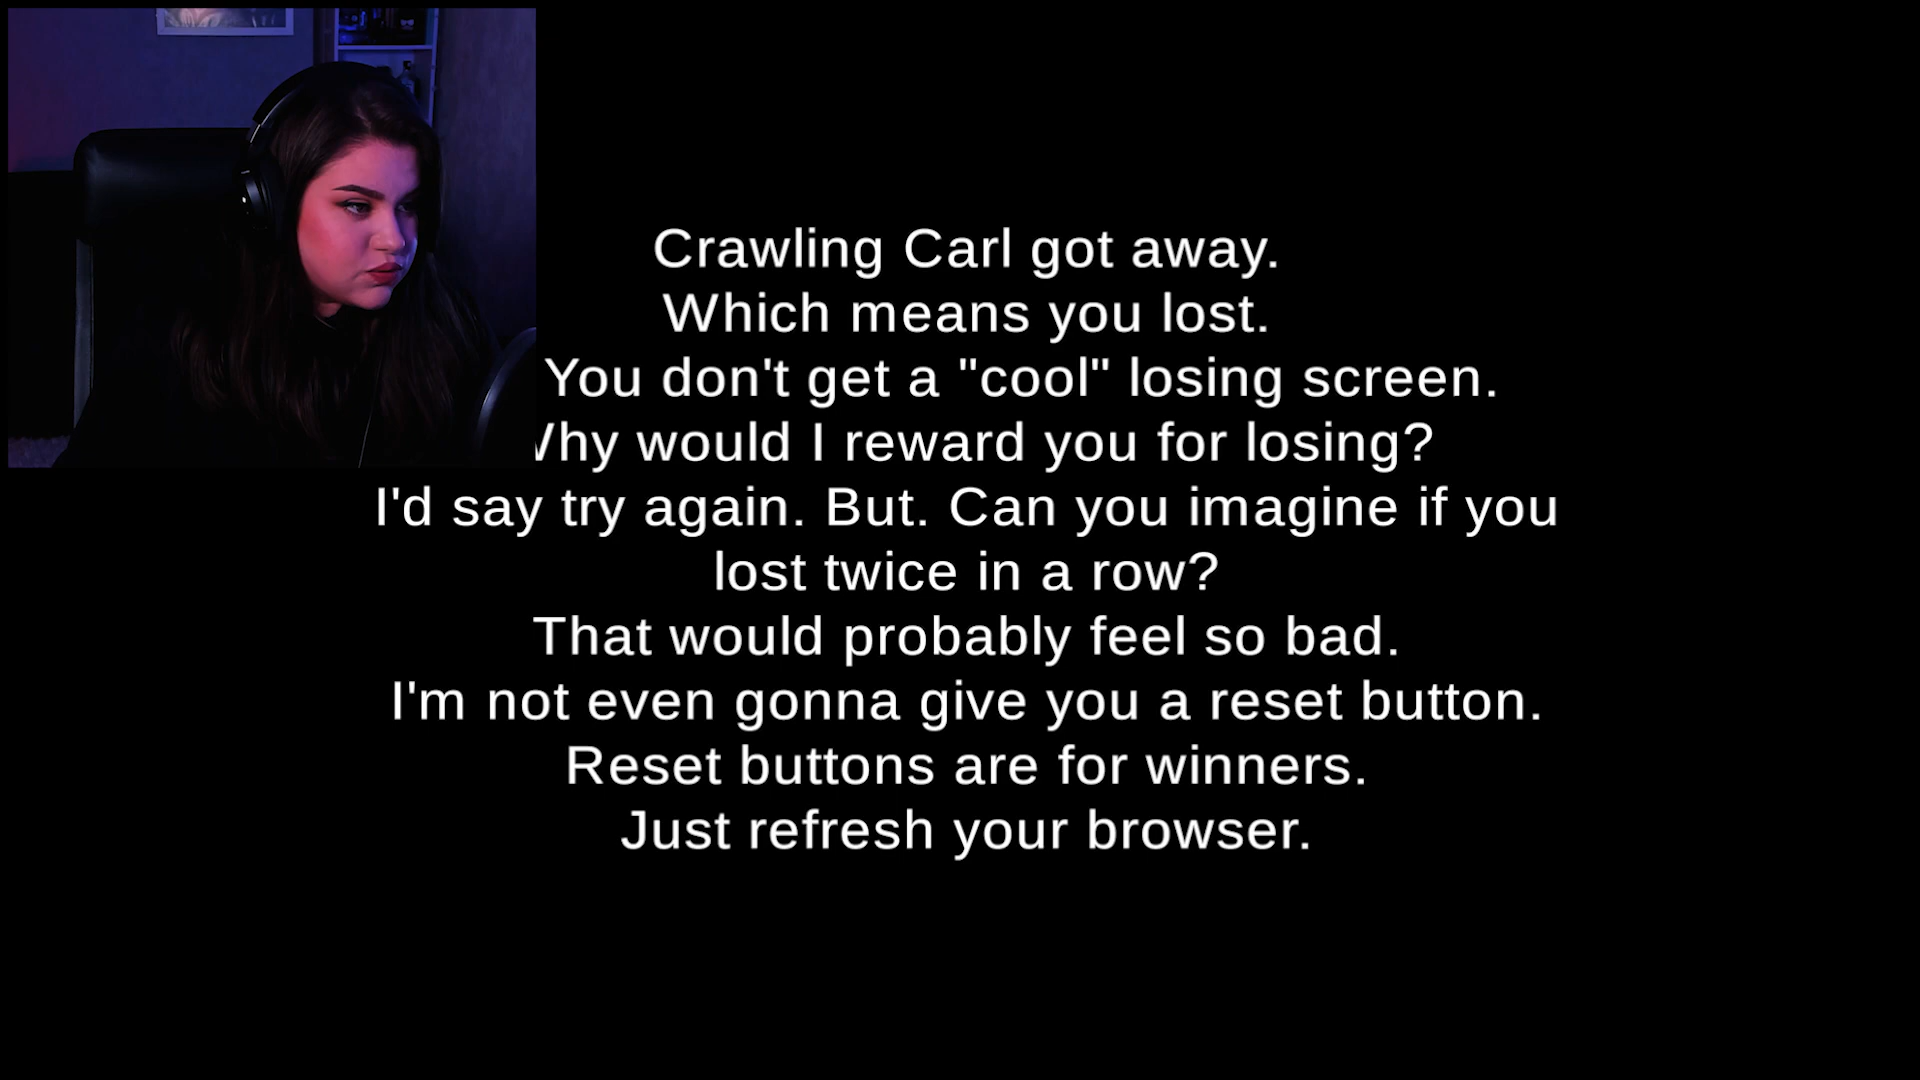 Crawling Carl got away.
Which means you lost.
You don't get a "cool" losing screen.
would I reward you for losing?
I'd say try again. But. Can you imagine if you
lost twice in a row?
That would probably feel so bad.
I'm not even gonna give you a reset button.
Reset buttons are for winners.
Just refresh your browser.